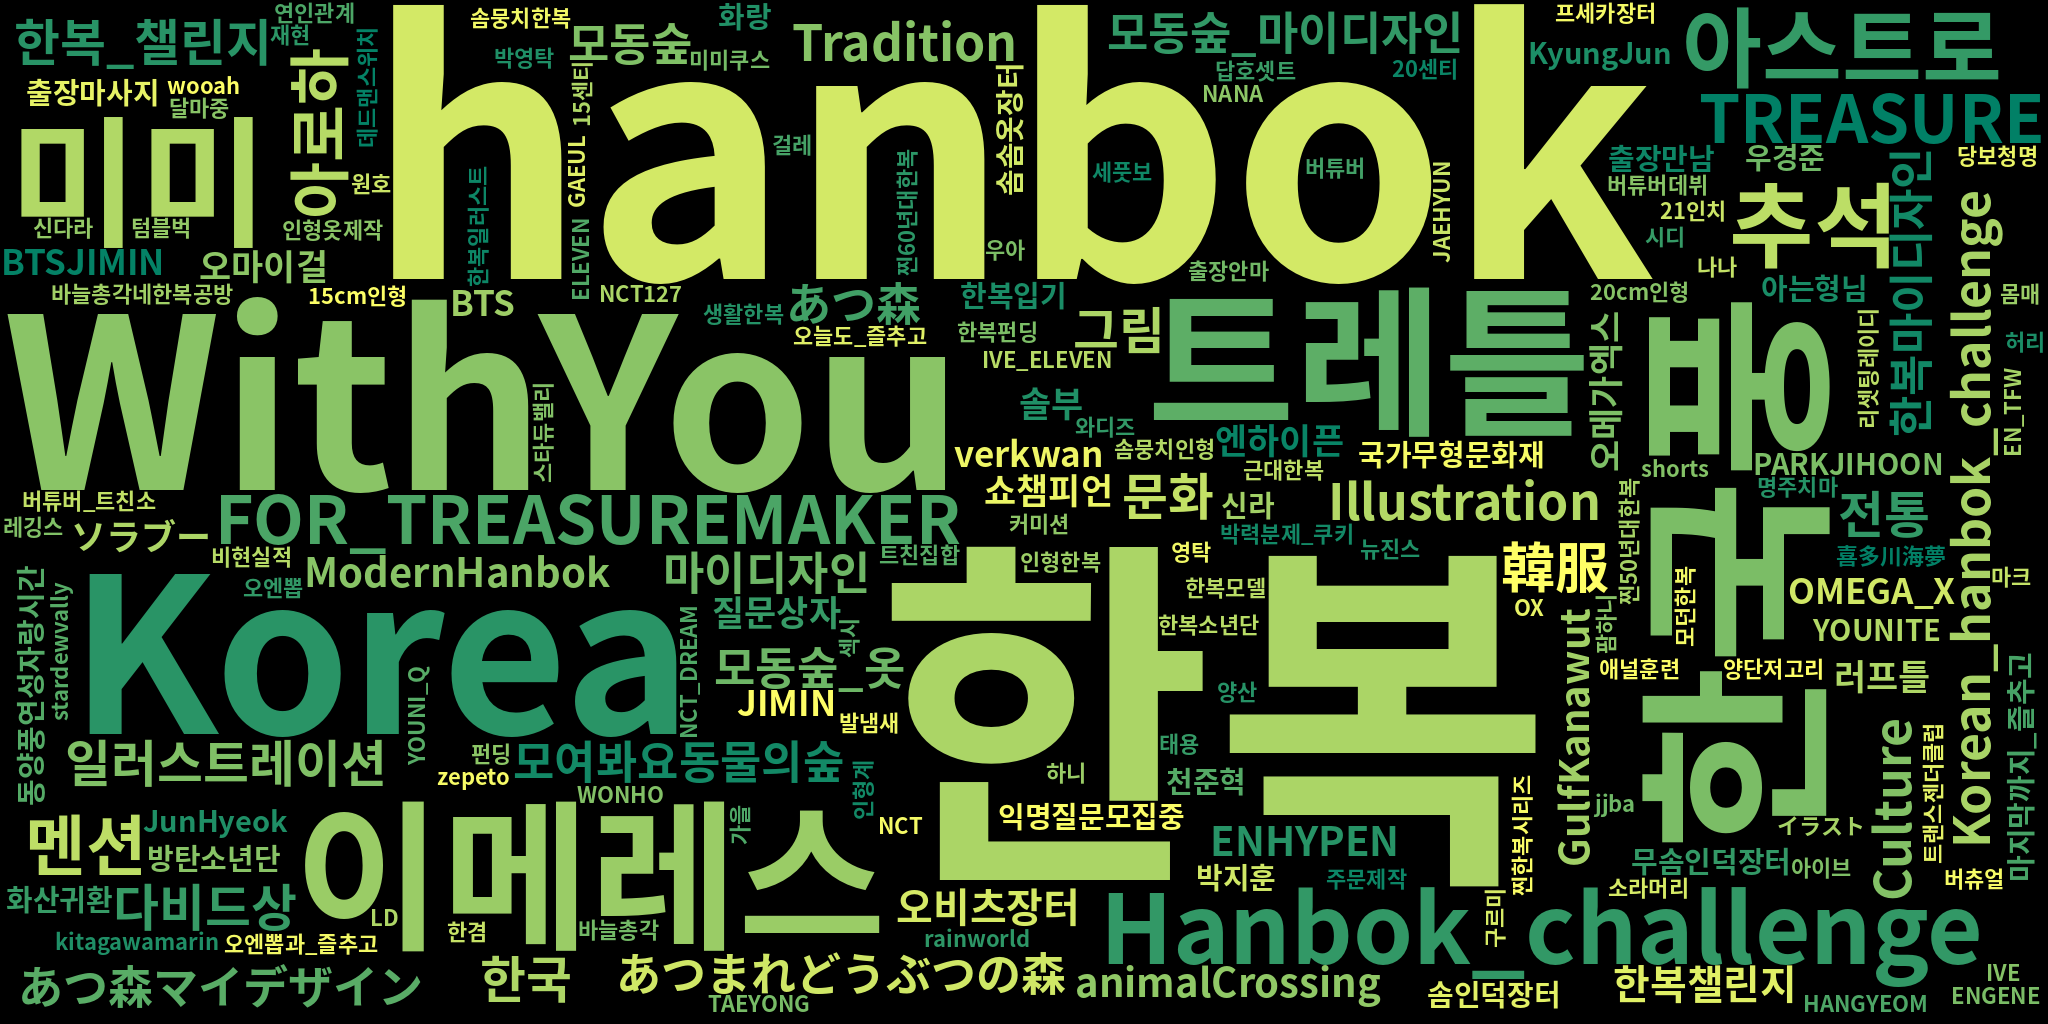 연인관계
솜뭉치한복
화랑
프세카장터
한복_챌린지
재현
데드맨스위치
박영탁
모동숲
미미쿠스
Tradition
모동숲_마이디자인
KyungJun
아스트로
출장마사지
wooah
달마중
아로하
hanbok
15센티
솜솜옷장터
답호셋트
20센티
NANA
TREASURE
미미
원호
한복일러스트
GAEUL
걸레
찐60년대한복
세풋보
버튜버
JAEHYUN
출장만남
우경준
당보청명
버튜버데뷔
21인치
추석
한복마이디자인
Korean_hanbok_challenge
신다라
텀블벅
인형옷제작
ELEVEN
우아
시디
BTSJIMIN
오마이걸
출장안마
나나
바늘총각네한복공방
15cm인형
BTS
NCT127
생활한복
あつ森
한복입기
20cm인형
아는형님
몸매
WithYou
오늘도_즐추고
한복펀딩
그림
트레틀
오메가엑스
붕
리셋팅레이디
허리
IVE_ELEVEN
EN_TFW
스타듀밸리
솔부
와디즈
엔하이픈
verkwan
솜뭉치인형
국가무형문화재
근대한복
shorts
PARKJIHOON
버튜버_트친소
FOR_TREASUREMAKER
쇼챔피언
문화
신라
Illustration
찐50년대한복
명주치마
전통
레깅스
ソラブー
커미션
박력분제_쿠키
뉴진스
국
비현실적
ModernHanbok
마이디자인
트친집합
인형한복
영탁
韓服
喜多川海夢
동양풍연성자랑시간
stardewvally
오엔뽑
한복모델
모던한복
마크
Korea
NCT_DREAM
질문상자
섹시
한복
한복소년단
OX
GulfKanawut
팝하니
OMEGA_X
YOUNITE
모동숲_옷
YOUNI_Q
JIMIN
발냄새
양산
애널훈련
양단저고리
러프틀
마지막까지_즐추고
한
일러스트레이션
펀딩
zepeto
모여봐요동물의숲
태용
하니
천준혁
찐한복시리즈
Culture
트랜스젠더클럽
WONHO
인형계
jjba
멘션
JunHyeok
이메레스
가을
NCT
익명질문모집중
ENHYPEN
イラスト
방탄소년단
무솜인덕장터
아이브
화산귀환
다비드상
LD
박지훈
주문제작
소라머리
버츄얼
한겸
바늘총각
오비츠장터
구르미
Hanbok_challenge
kitagawamarin
오엔뽑과_즐추고
rainworld
あつ森マイデザイン
한국
あつまれどうぶつの森
animalCrossing
솜인덕장터
한복챌린지
IVE
TAEYONG
HANGYEOM
ENGENE